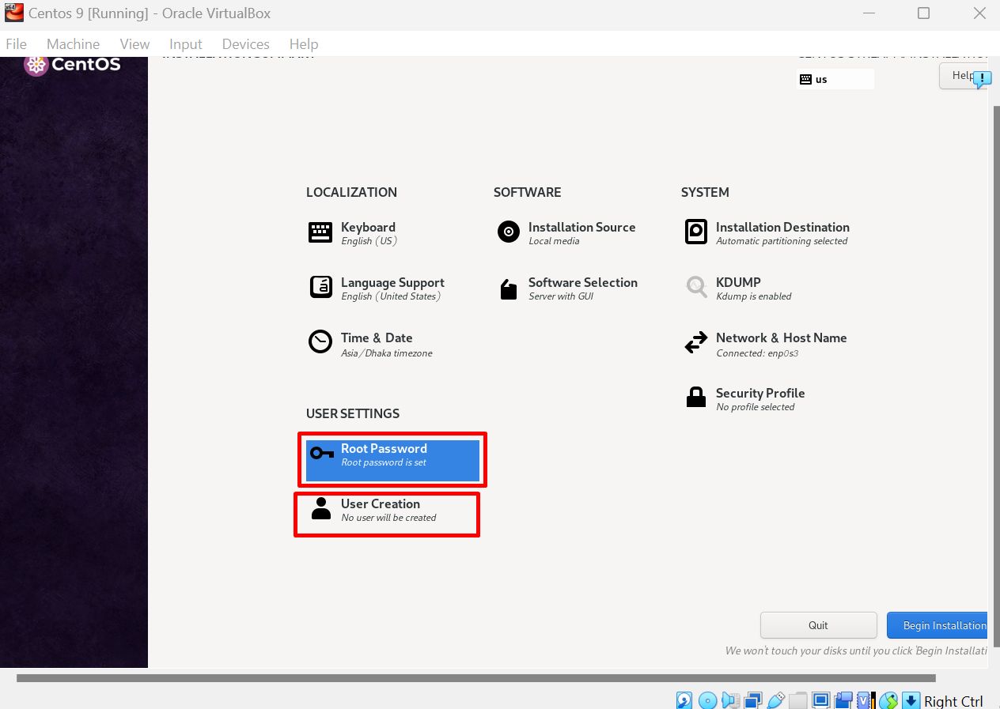 Centos 9 [Running] - Oracle VirtualBox
File Machine View Input Devices Help
CentOS
us
Help
LOCALIZATION
SOFTWARE
SYSTEM
Keyboard
English (US)
Installation Source
Local media
Installation Destination
Automatic partitioning selected
Language Support
English (United States)
Software Selection
Server with GUI
KDUMP
Kdump is enabled
Time & Date
Asia/Dhaka timezone
Network & Host Name
Connected: enp0s3
Security Profile
No profile selected
USER SETTINGS
Root Password
Root password is set
User Creation
No user will be created
Quit
Begin Installation
We won't touch your disks until you click 'Begin Installati
Right Ctrl